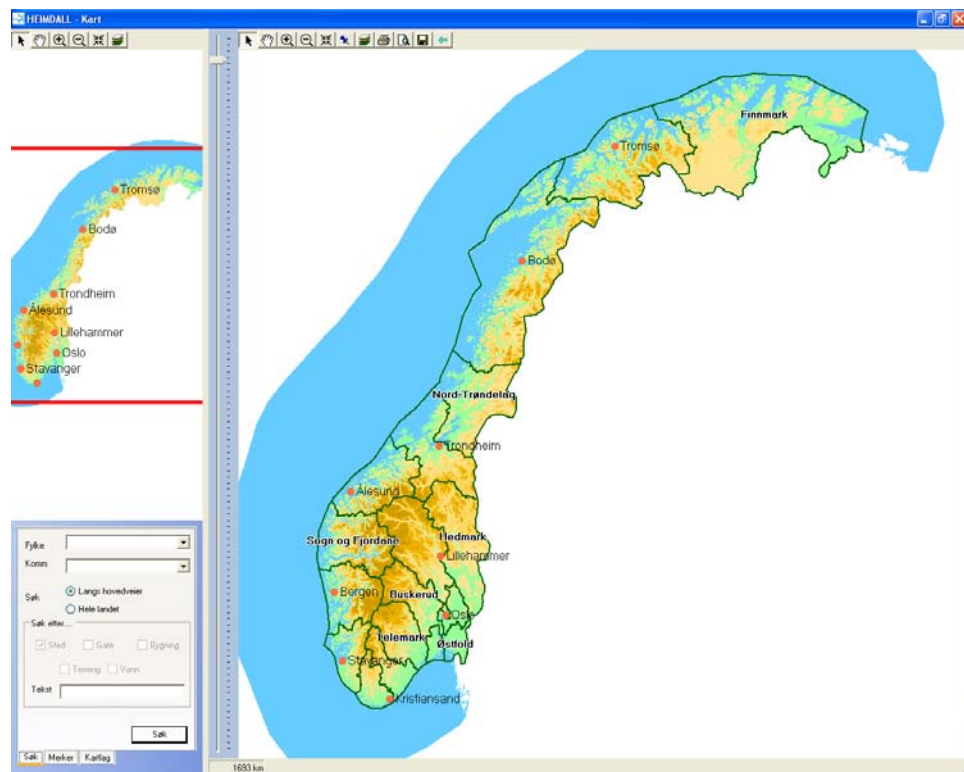 HEIMDALL - Kart
Tromsø
Bodø
Trondheim
Ålesund
Lillehammer
Oslo
Stavanger
Fylke
Komm
Søk
Langs hovedveier
Hele landet
Søk etter...
Sted
Gate
Bygning
Terreng
Vann
Tekst
Søk
Søk
Merker
Kartlag
Finnmark
Tromsø
Bodø
Nord-Trøndelag
Trondheim
Ålesund
Sogn og Fjordane
Hedmark
Lillehammer
Bergen
Buskerud
Oslo
Telemark
Østfold
Stavanger
Kristiansand
1693 km